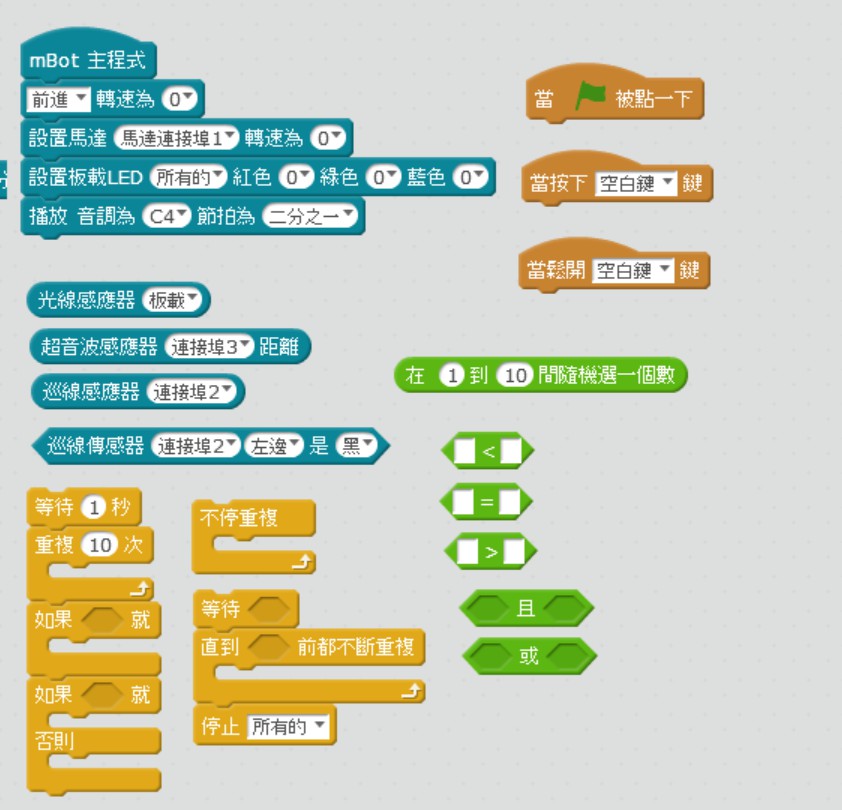 mBot 主程式
前進 轉速為 0
設置馬達 馬達連接埠1 轉速為 0
設置板載LED 所有的 紅色 0 綠色 0 藍色 0
播放 音調為 C4 節拍為 二分之一
光線感應器 板載
超音波感應器 連接埠3 距離
巡線感應器 連接埠2
巡線傳感器 連接埠2 左邊 是 黑
等待 1 秒
重複 10 次
如果 就
如果 就
否則
不停重複
等待
直到 前都不斷重複
停止 所有的
當 被點一下
當按下 空白鍵 鍵
當鬆開 空白鍵 鍵
在 1 到 10 間隨機選一個數
<
=
>
且
或